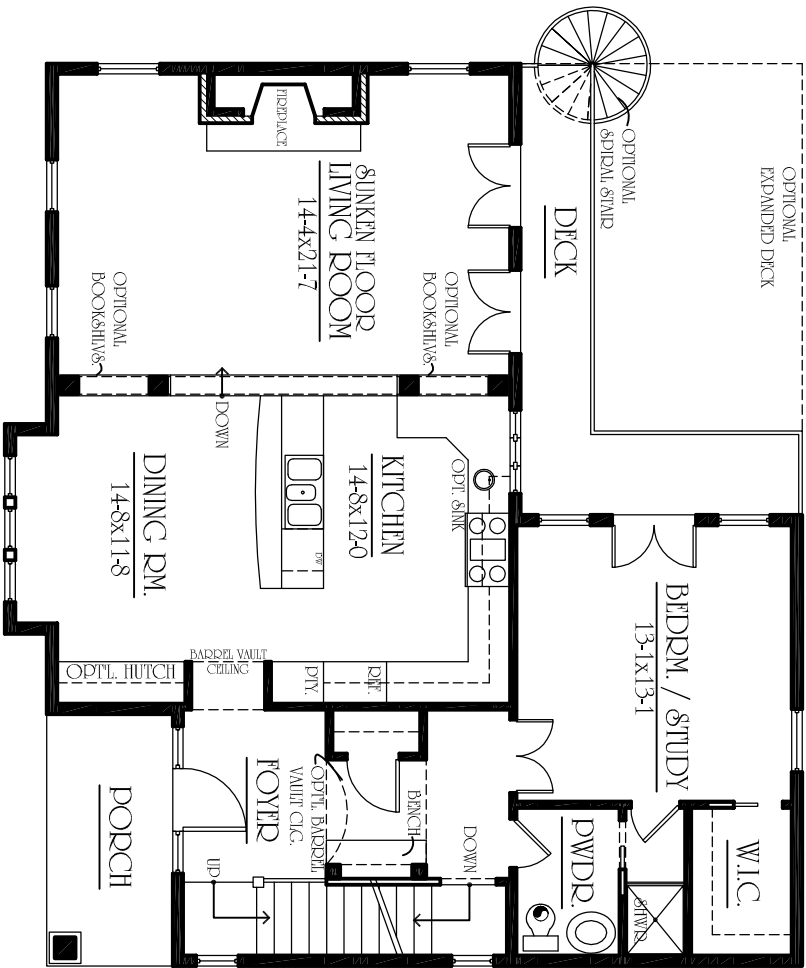 OPTIONAL
EXPANDED DECK
OPTIONAL
SPIRAL STAIR
DECK
FIREPLACE
SUNKEN FLOOR
LIVING ROOM
14-4x21-7
OPTIONAL
BOOKSHLVS.
OPTIONAL
BOOKSHLVS.
DOWN
OPT. SINK
KITCHEN
14-8x12-0
DW
DINING RM.
14-8x11-8
BEDRM. / STUDY
13-1x13-1
BARREL VAULT
CEILING
OPT'L. HUTCH
PTY.
REF.
FOYER
OPT'L. BARREL
VAULT CLG.
BENCH
DOWN
UP
PORCH
PWDR.
SHWR
W.I.C.